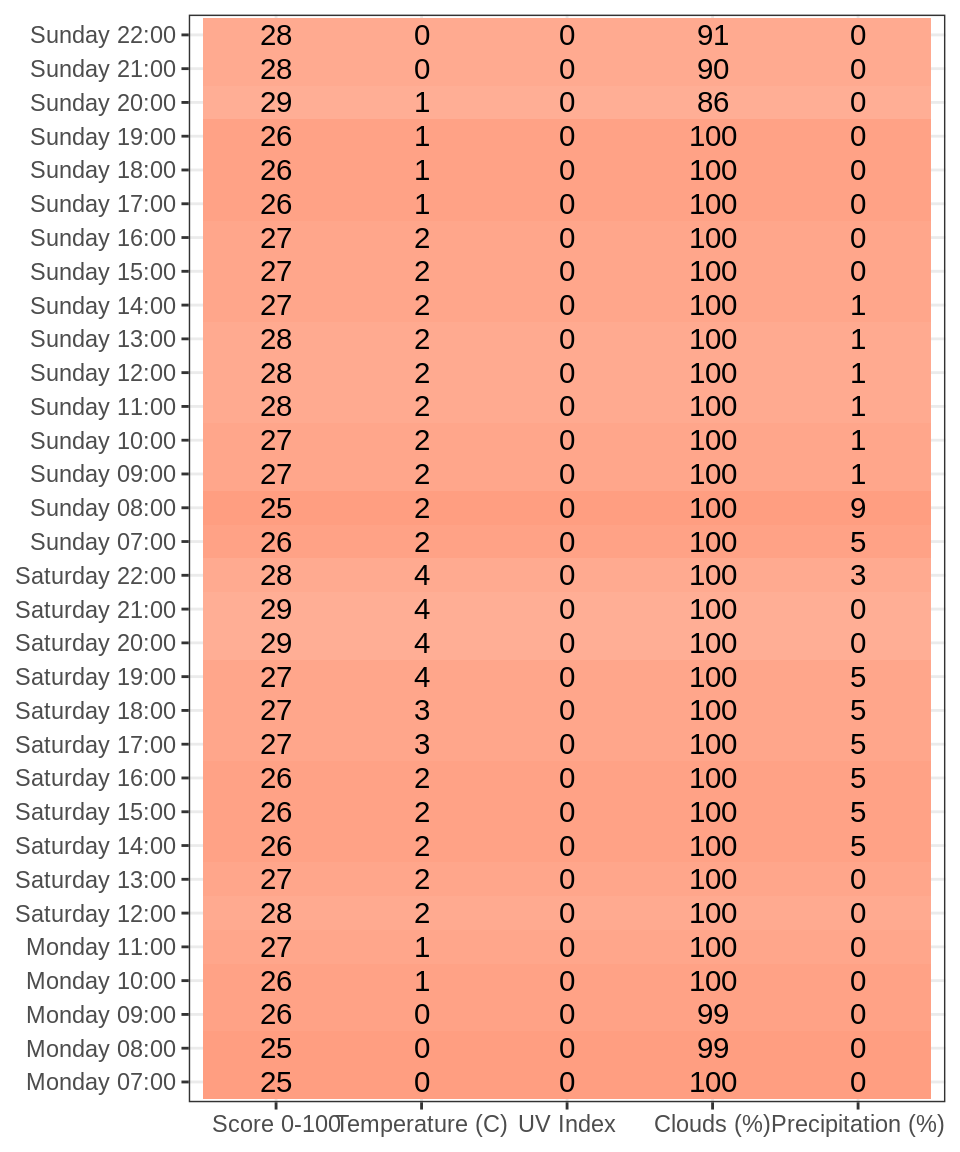 Sunday 22:00 28 0 0 91 0
Sunday 21:00 28 0 0 90 0
Sunday 20:00 29 1 0 86 0
Sunday 19:00 26 1 0 100 0
Sunday 18:00 26 1 0 100 0
Sunday 17:00 26 1 0 100 0
Sunday 16:00 27 2 0 100 0
Sunday 15:00 27 2 0 100 0
Sunday 14:00 27 2 0 100 1
Sunday 13:00 28 2 0 100 1
Sunday 12:00 28 2 0 100 1
Sunday 11:00 28 2 0 100 1
Sunday 10:00 27 2 0 100 1
Sunday 09:00 27 2 0 100 1
Sunday 08:00 25 2 0 100 9
Sunday 07:00 26 2 0 100 5
Saturday 22:00 28 4 0 100 3
Saturday 21:00 29 4 0 100 0
Saturday 20:00 29 4 0 100 0
Saturday 19:00 27 4 0 100 5
Saturday 18:00 27 3 0 100 5
Saturday 17:00 27 3 0 100 5
Saturday 16:00 26 2 0 100 5
Saturday 15:00 26 2 0 100 5
Saturday 14:00 26 2 0 100 5
Saturday 13:00 27 2 0 100 0
Saturday 12:00 28 2 0 100 0
Monday 11:00 27 1 0 100 0
Monday 10:00 26 1 0 100 0
Monday 09:00 26 0 0 99 0
Monday 08:00 25 0 0 99 0
Monday 07:00 25 0 0 100 0
Score 0-100 Temperature (C) UV Index Clouds (%) Precipitation (%)